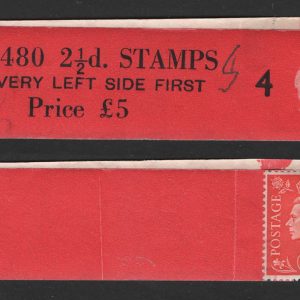 480 2½d. STAMPS
VERY LEFT SIDE FIRST 4
Price £5
POSTAGE